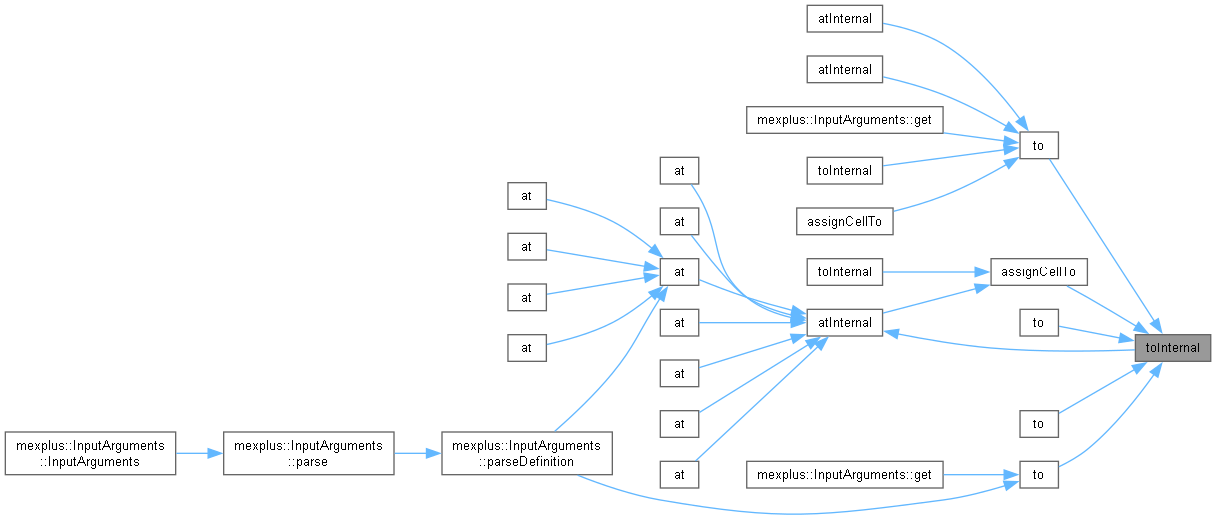 atInternal
atInternal
mexplus::InputArguments::get
to
toInternal
at
at
assignCellTo
at
at
at
toInternal
assignCellTo
at
at
atInternal
to
at
toInternal
at
at
to
mexplus::InputArguments
::InputArguments
mexplus::InputArguments
::parse
mexplus::InputArguments
::parseDefinition
at
mexplus::InputArguments::get
to